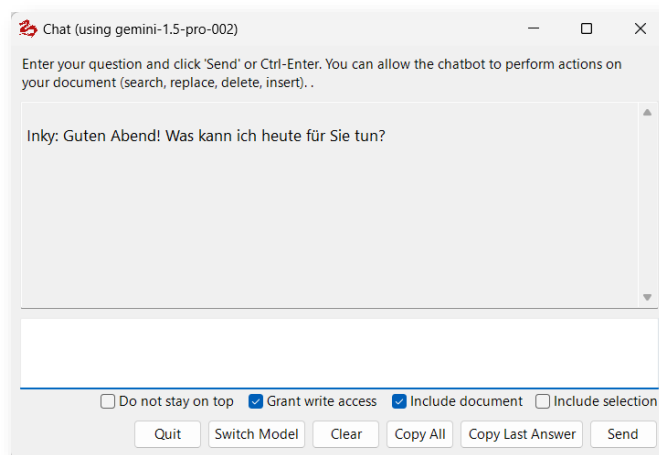 Chat (using gemini-1.5-pro-002)
Enter your question and click 'Send' or Ctrl-Enter. You can allow the chatbot to perform actions on
your document (search, replace, delete, insert). .
Inky: Guten Abend! Was kann ich heute für Sie tun?
Do not stay on top Grant write access Include document Include selection
Quit Switch Model Clear Copy All Copy Last Answer Send